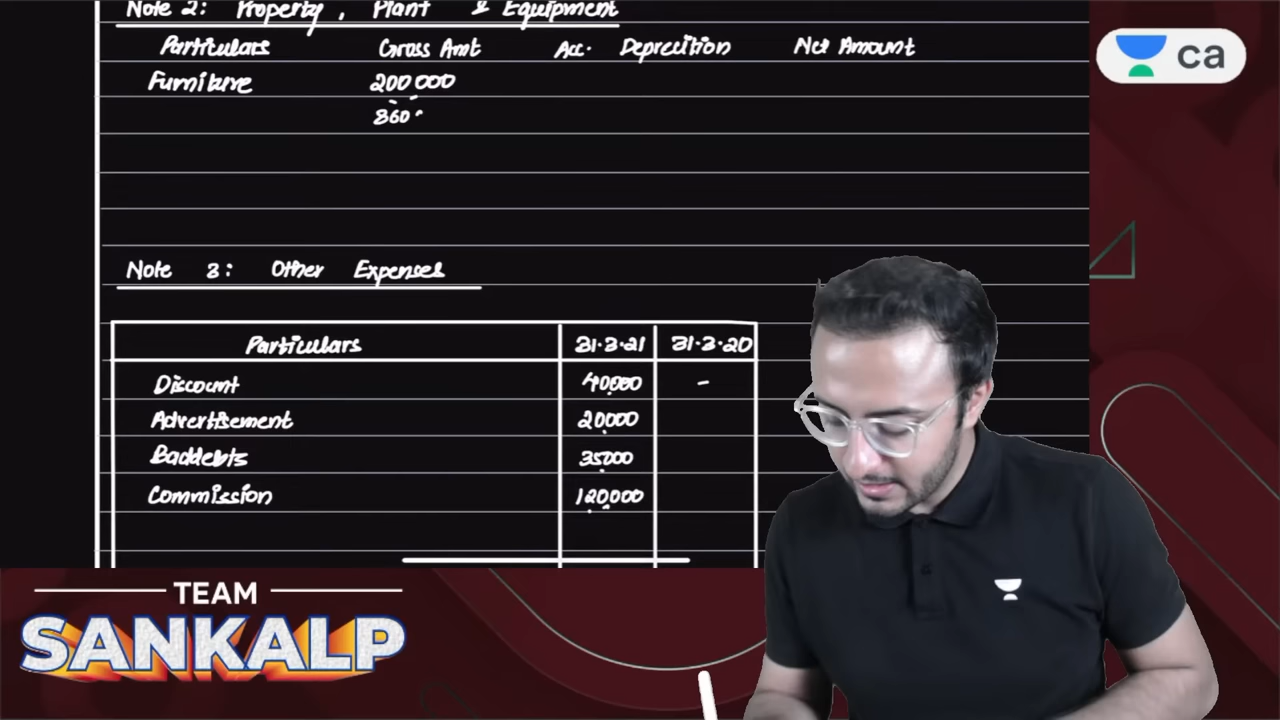 Note 2: Property, Plant & Equipment
Particulars Gross Amt Acc. Deprecition Net Amount
Furniture 200000
860
Note 3: Other Expenses
Particulars 31.3.21 31.3.20
Discount 40000 -
Advertisement 20000
Baddebts 35000
Commission 120000
ca
TEAM
SANKALP